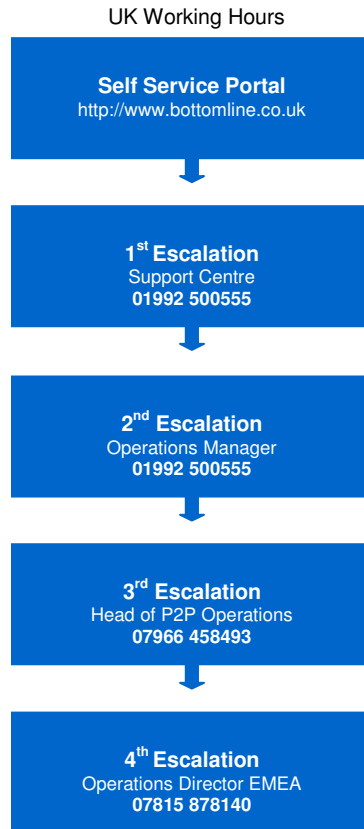 UK Working Hours
Self Service Portal
http://www.bottomline.co.uk
1st Escalation
Support Centre
01992 500555
2nd Escalation
Operations Manager
01992 500555
3rd Escalation
Head of P2P Operations
07966 458493
4th Escalation
Operations Director EMEA
07815 878140